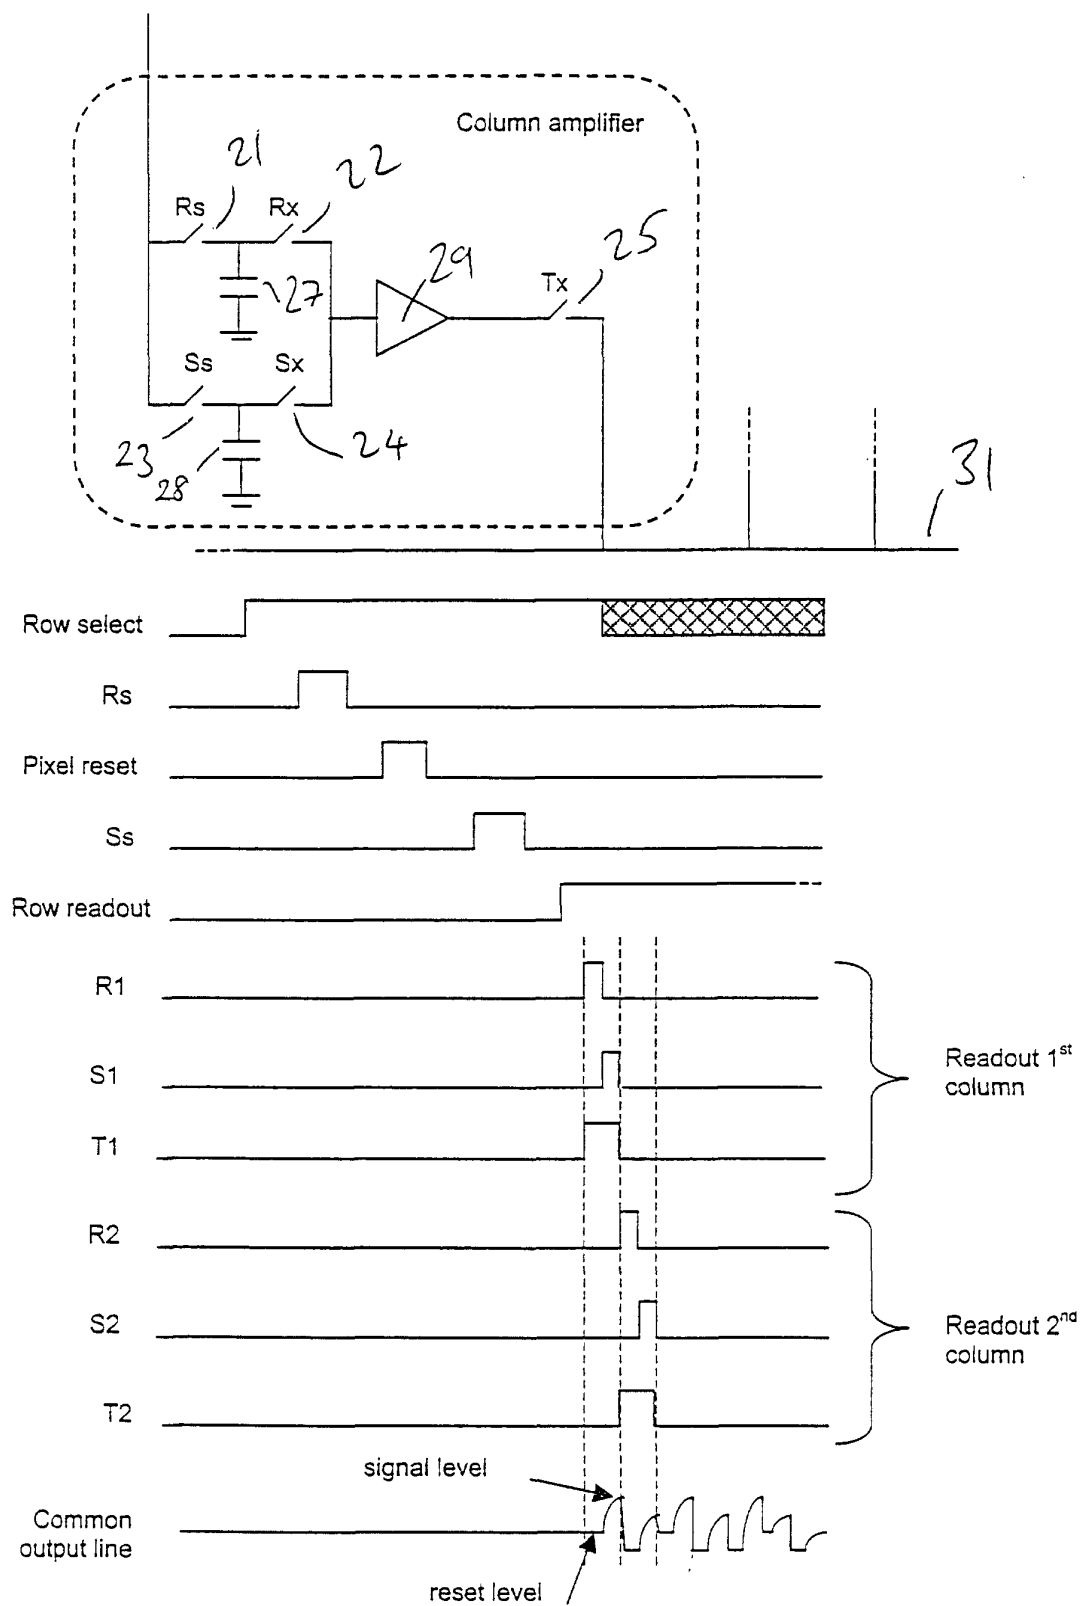 Column amplifier
21
22
Rs
Rx
25
29
Tx
27
Ss
Sx
23
24
28
31
Row select
Rs
Pixel reset
Ss
Row readout
R1
S1
Readout 1st
column
T1
R2
S2
Readout 2nd
column
T2
signal level
Common
output line
reset level